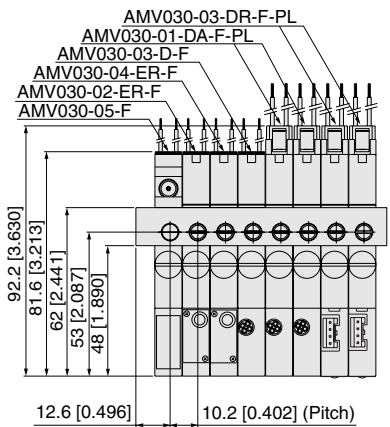 AMV030-03-DR-F-PL
AMV030-01-DA-F-PL
AMV030-03-D-F
AMV030-04-ER-F
AMV030-02-ER-F
AMV030-05-F
92.2 [3.630]
81.6 [3.213]
62 [2.441]
53 [2.087]
48 [1.890]
12.6 [0.496]
10.2 [0.402] (Pitch)